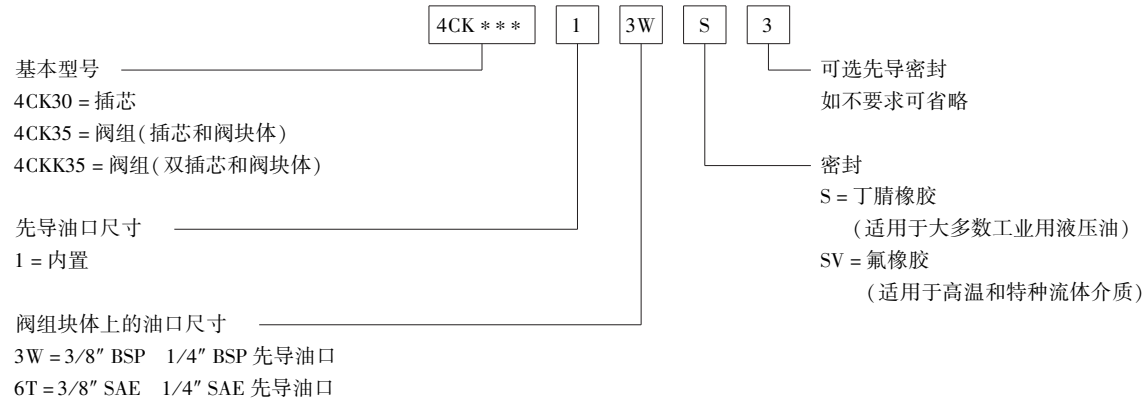 4CK*** 1 3W S 3
基本型号
4CK30 = 插芯
4CK35 = 阀组(插芯和阀块体)
4CKK35 = 阀组(双插芯和阀块体)
先导油口尺寸
1 = 内置
阀组块体上的油口尺寸
3W = 3/8″ BSP 1/4″ BSP 先导油口
6T = 3/8″ SAE 1/4″ SAE 先导油口
可选先导密封
如不要求可省略
密封
S = 丁腈橡胶
(适用于大多数工业用液压油)
SV = 氟橡胶
(适用于高温和特种流体介质)